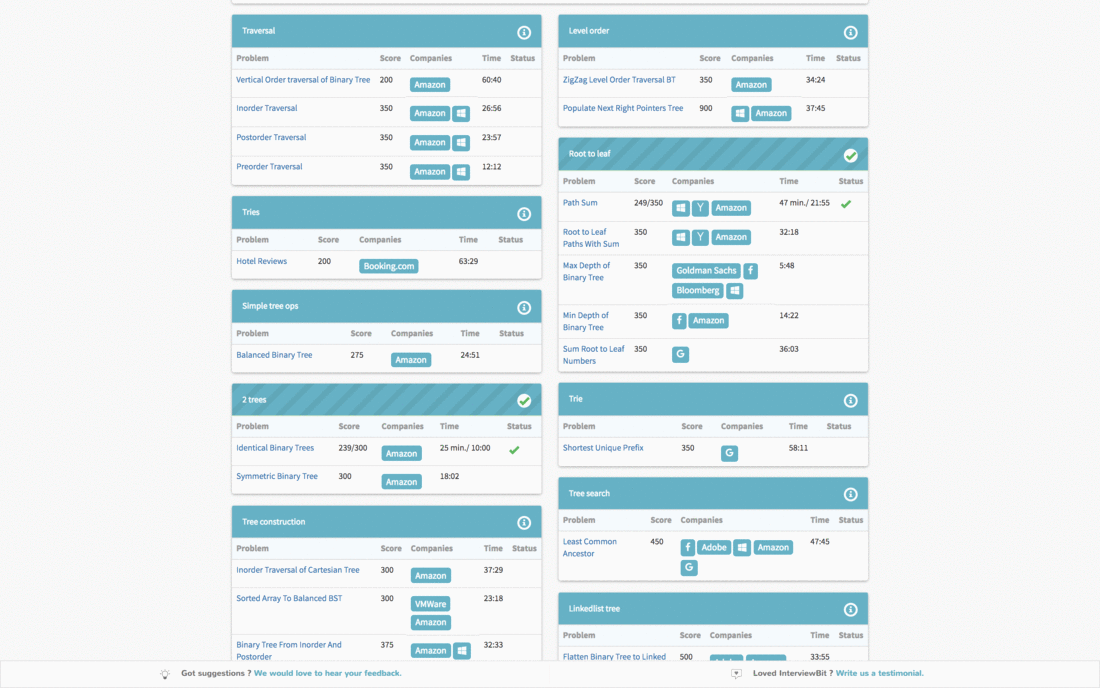 Traversal
Problem Score Companies Time Status
Vertical Order traversal of Binary Tree 200 Amazon 60:40
Inorder Traversal 350 Amazon 26:56
Postorder Traversal 350 Amazon 23:57
Preorder Traversal 350 Amazon 12:12
Tries
Problem Score Companies Time Status
Hotel Reviews 200 Booking.com 63:29
Simple tree ops
Problem Score Companies Time Status
Balanced Binary Tree 275 Amazon 24:51
2 trees
Problem Score Companies Time Status
Identical Binary Trees 239/300 Amazon 25 min./ 10:00
Symmetric Binary Tree 300 Amazon 18:02
Tree construction
Problem Score Companies Time Status
Inorder Traversal of Cartesian Tree 300 Amazon 37:29
Sorted Array To Balanced BST 300 VMWare 23:18
Amazon
Binary Tree From Inorder And 375 Amazon 32:33
Postorder
Level order
Problem Score Companies Time Status
ZigZag Level Order Traversal BT 350 Amazon 34:24
Populate Next Right Pointers Tree 900 Amazon 37:45
Root to leaf
Problem Score Companies Time Status
Path Sum 249/350 Y Amazon 47 min./ 21:55
Root to Leaf 350 Y Amazon 32:18
Paths With Sum
Max Depth of 350 Goldman Sachs f 5:48
Binary Tree Bloomberg
Min Depth of 350 f Amazon 14:22
Binary Tree
Sum Root to Leaf 350 G 36:03
Numbers
Trie
Problem Score Companies Time Status
Shortest Unique Prefix 350 G 58:11
Tree search
Problem Score Companies Time Status
Least Common 450 f Adobe Amazon 47:45
Ancestor G
Linkedlist tree
Problem Score Companies Time Status
Flatten Binary Tree to Linked 500 33:55
Got suggestions ? We would love to hear your feedback.
Loved InterviewBit ? Write us a testimonial.